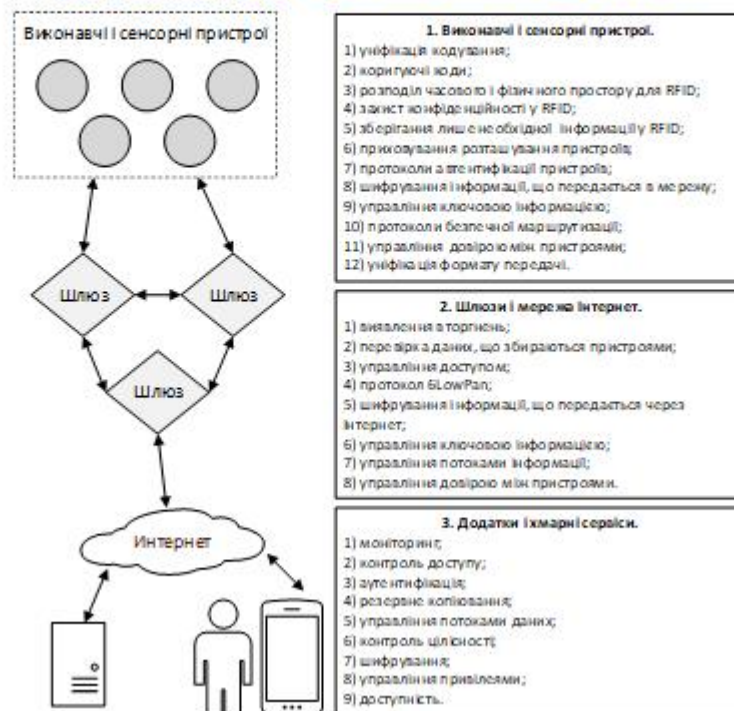 Виконавчі і сенсорні пристрої
Шлюз
Шлюз
Шлюз
Интернет
1. Виконавчі і сенсорні пристрої.
1) уніфікація кодування;
2) коригуючі коди;
3) розподіл часового і фізичного простору для RFID;
4) захист конфіденційності у RFID;
5) зберігання лише необхідної інформації у RFID;
6) приховування розташування пристроїв;
7) протоколи автентифікації пристроїв;
8) шифрування інформації, що передається в мережу;
9) управління ключовою інформацією;
10) протоколи безпечної маршрутизації;
11) управління довірою між пристроями;
12) уніфікація формату передачі.
2. Шлюзи і мережа Інтернет.
1) виявлення вторгнень;
2) перевірка даних, що збираються пристроями;
3) управління доступом;
4) протокол 6LowPan;
5) шифрування інформації, що передається через
Інтернет;
6) управління ключовою інформацією;
7) управління потоками інформації;
8) управління довірою між пристроями.
3. Додатки і хмарні сервіси.
1) моніторинг;
2) контроль доступу;
3) аутентифікація;
4) резервне копіювання;
5) управління потоками даних;
6) контроль цілісності;
7) шифрування;
8) управління привілеями;
9) доступність.